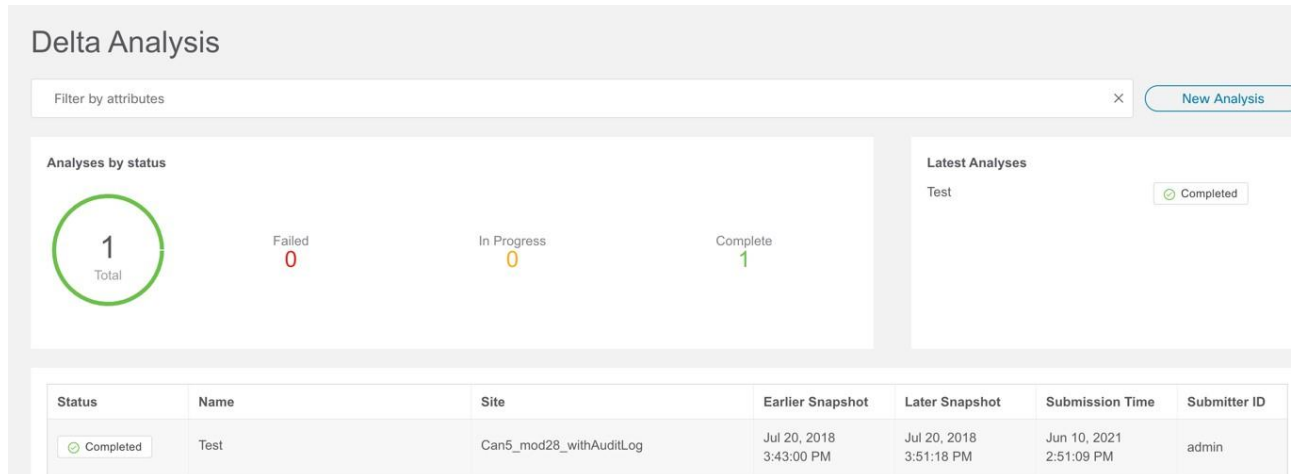 Delta Analysis
Filter by attributes
New Analysis
Analyses by status
1
Total
Failed
0
In Progress
0
Complete
1
Latest Analyses
Test
Completed
Status Name Site Earlier Snapshot Later Snapshot Submission Time Submitter ID
Completed Test Can5_mod28_withAuditLog Jul 20, 2018 Jul 20, 2018 Jun 10, 2021 admin
3:43:00 PM 3:51:18 PM 2:51:09 PM